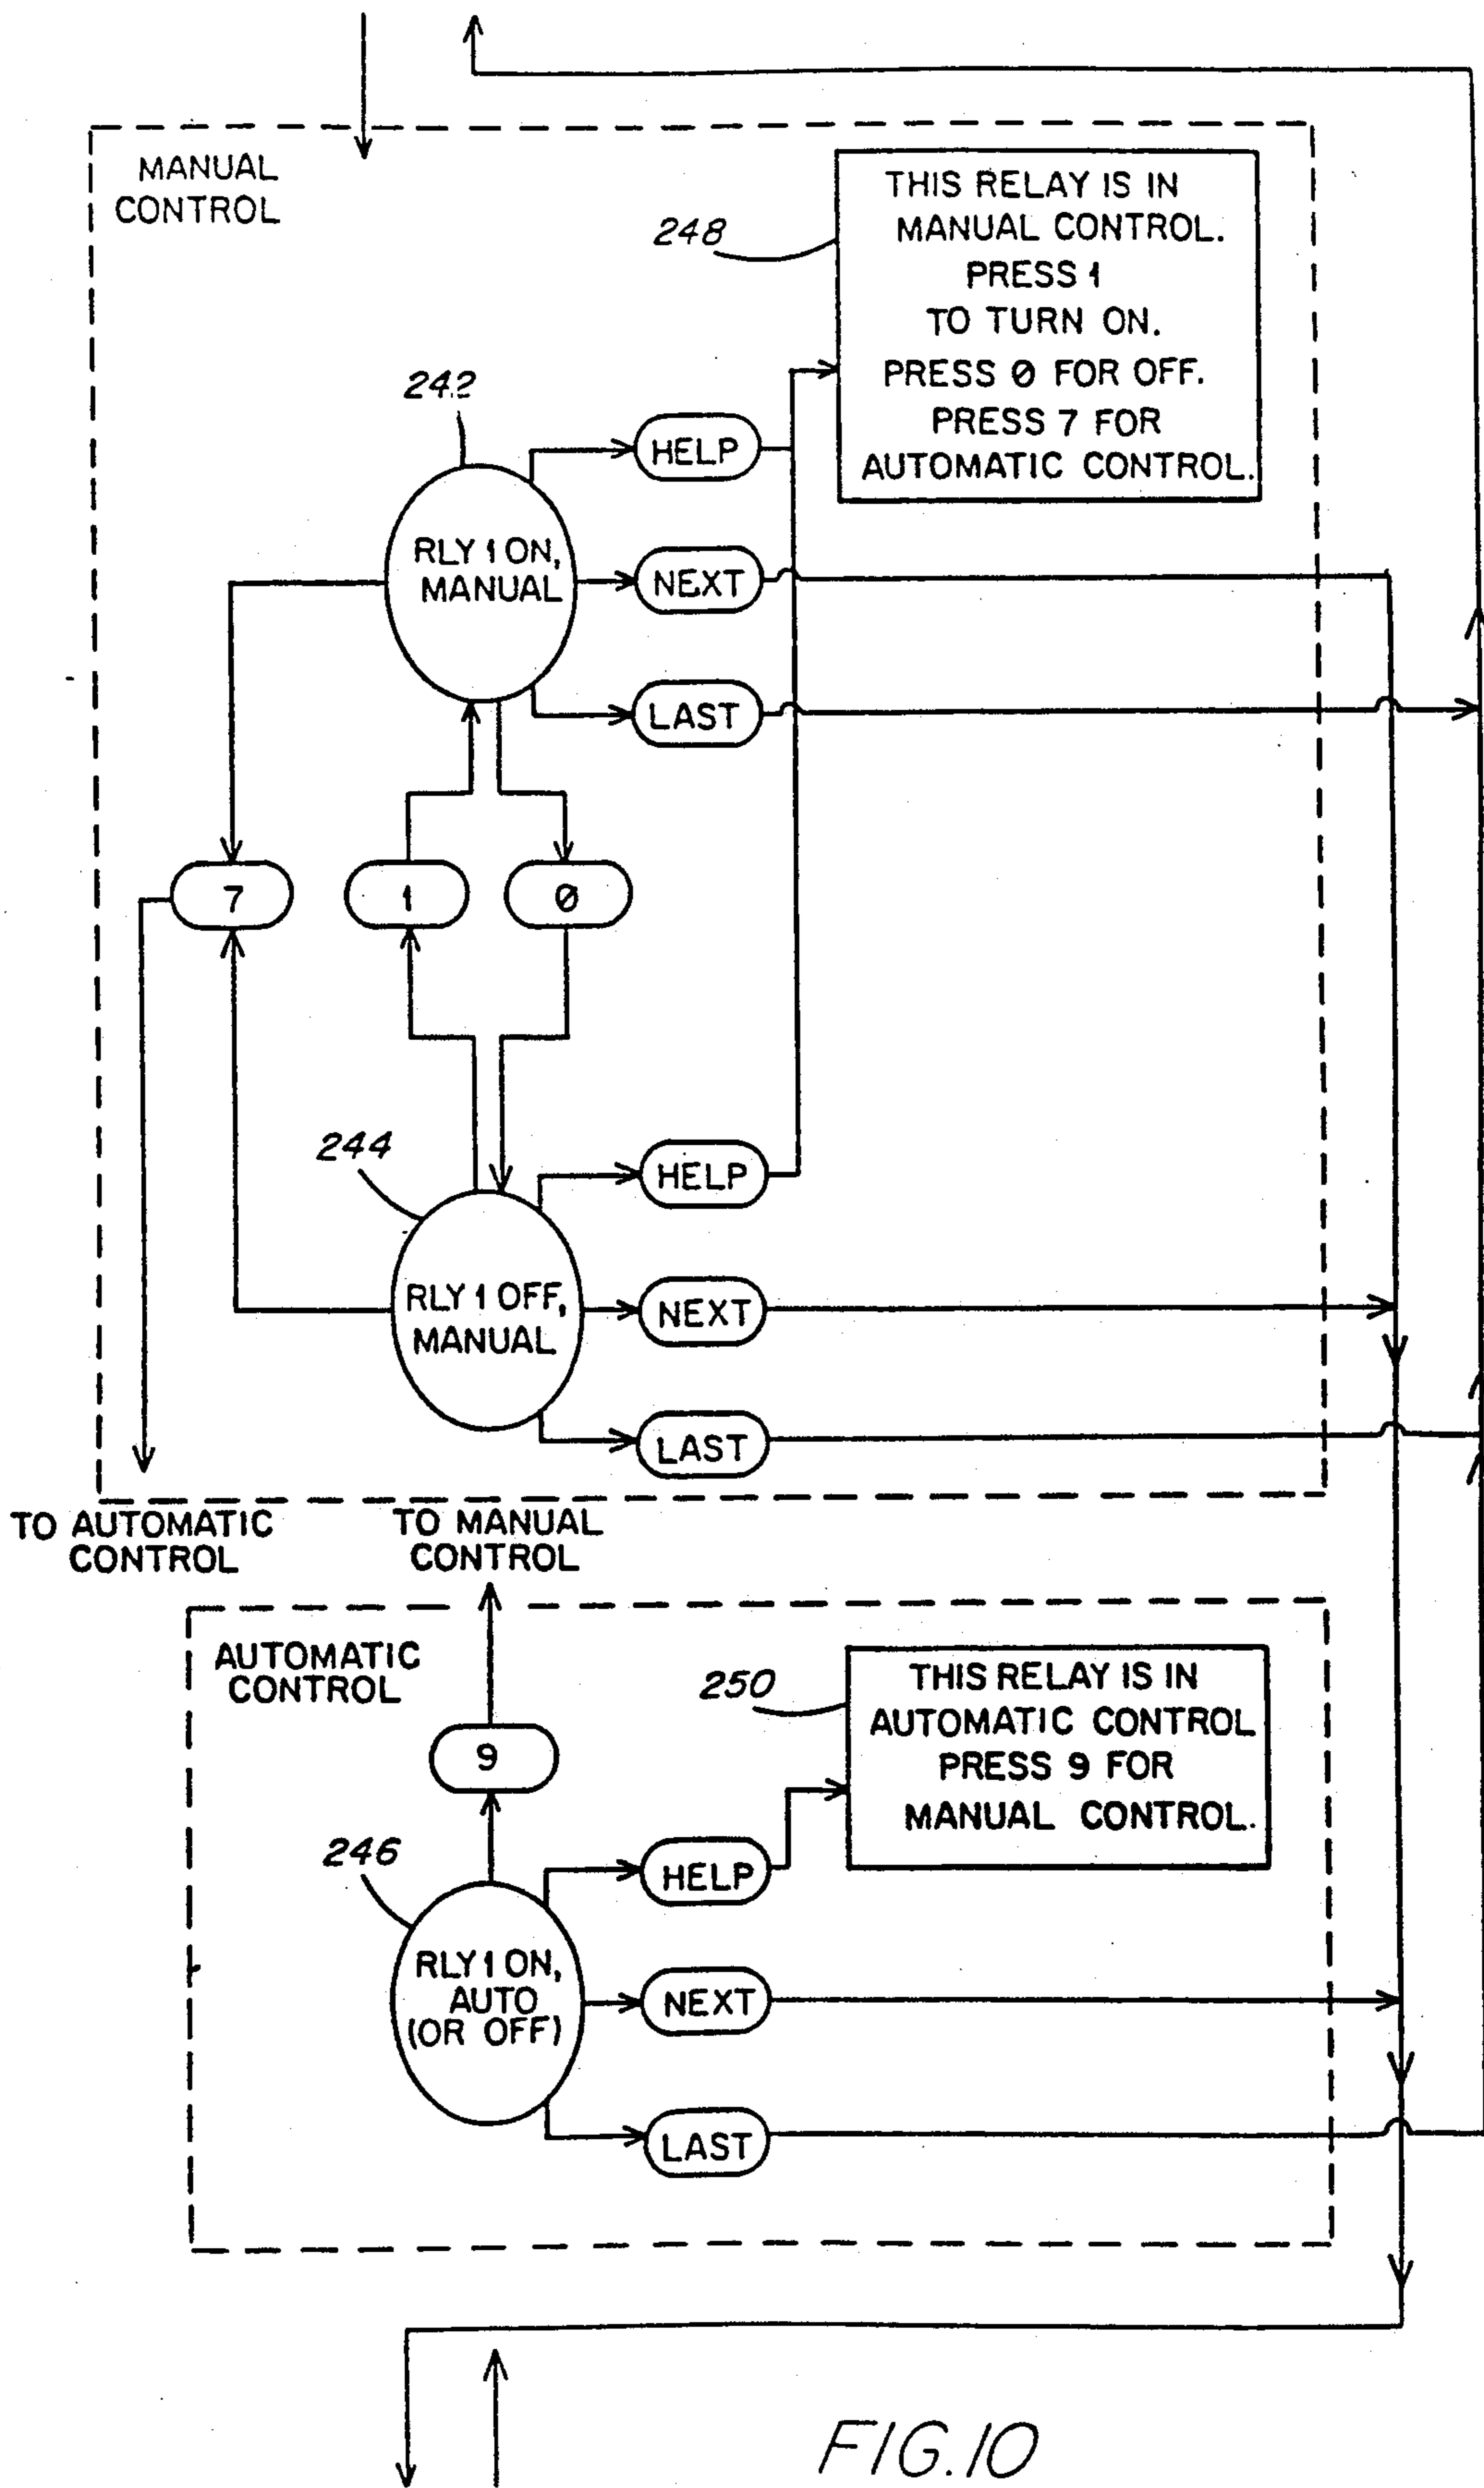 MANUAL
CONTROL
248
THIS RELAY IS IN
MANUAL CONTROL.
PRESS 1
TO TURN ON.
PRESS 0 FOR OFF.
PRESS 7 FOR
AUTOMATIC CONTROL.
242
HELP
RLY 1 ON,
MANUAL
NEXT
LAST
7
1
0
244
HELP
RLY 1 OFF,
MANUAL
NEXT
LAST
TO AUTOMATIC
CONTROL
TO MANUAL
CONTROL
AUTOMATIC
CONTROL
250
THIS RELAY IS IN
AUTOMATIC CONTROL
PRESS 9 FOR
MANUAL CONTROL.
9
246
HELP
RLY 1 ON,
AUTO
(OR OFF)
NEXT
LAST
FIG.10